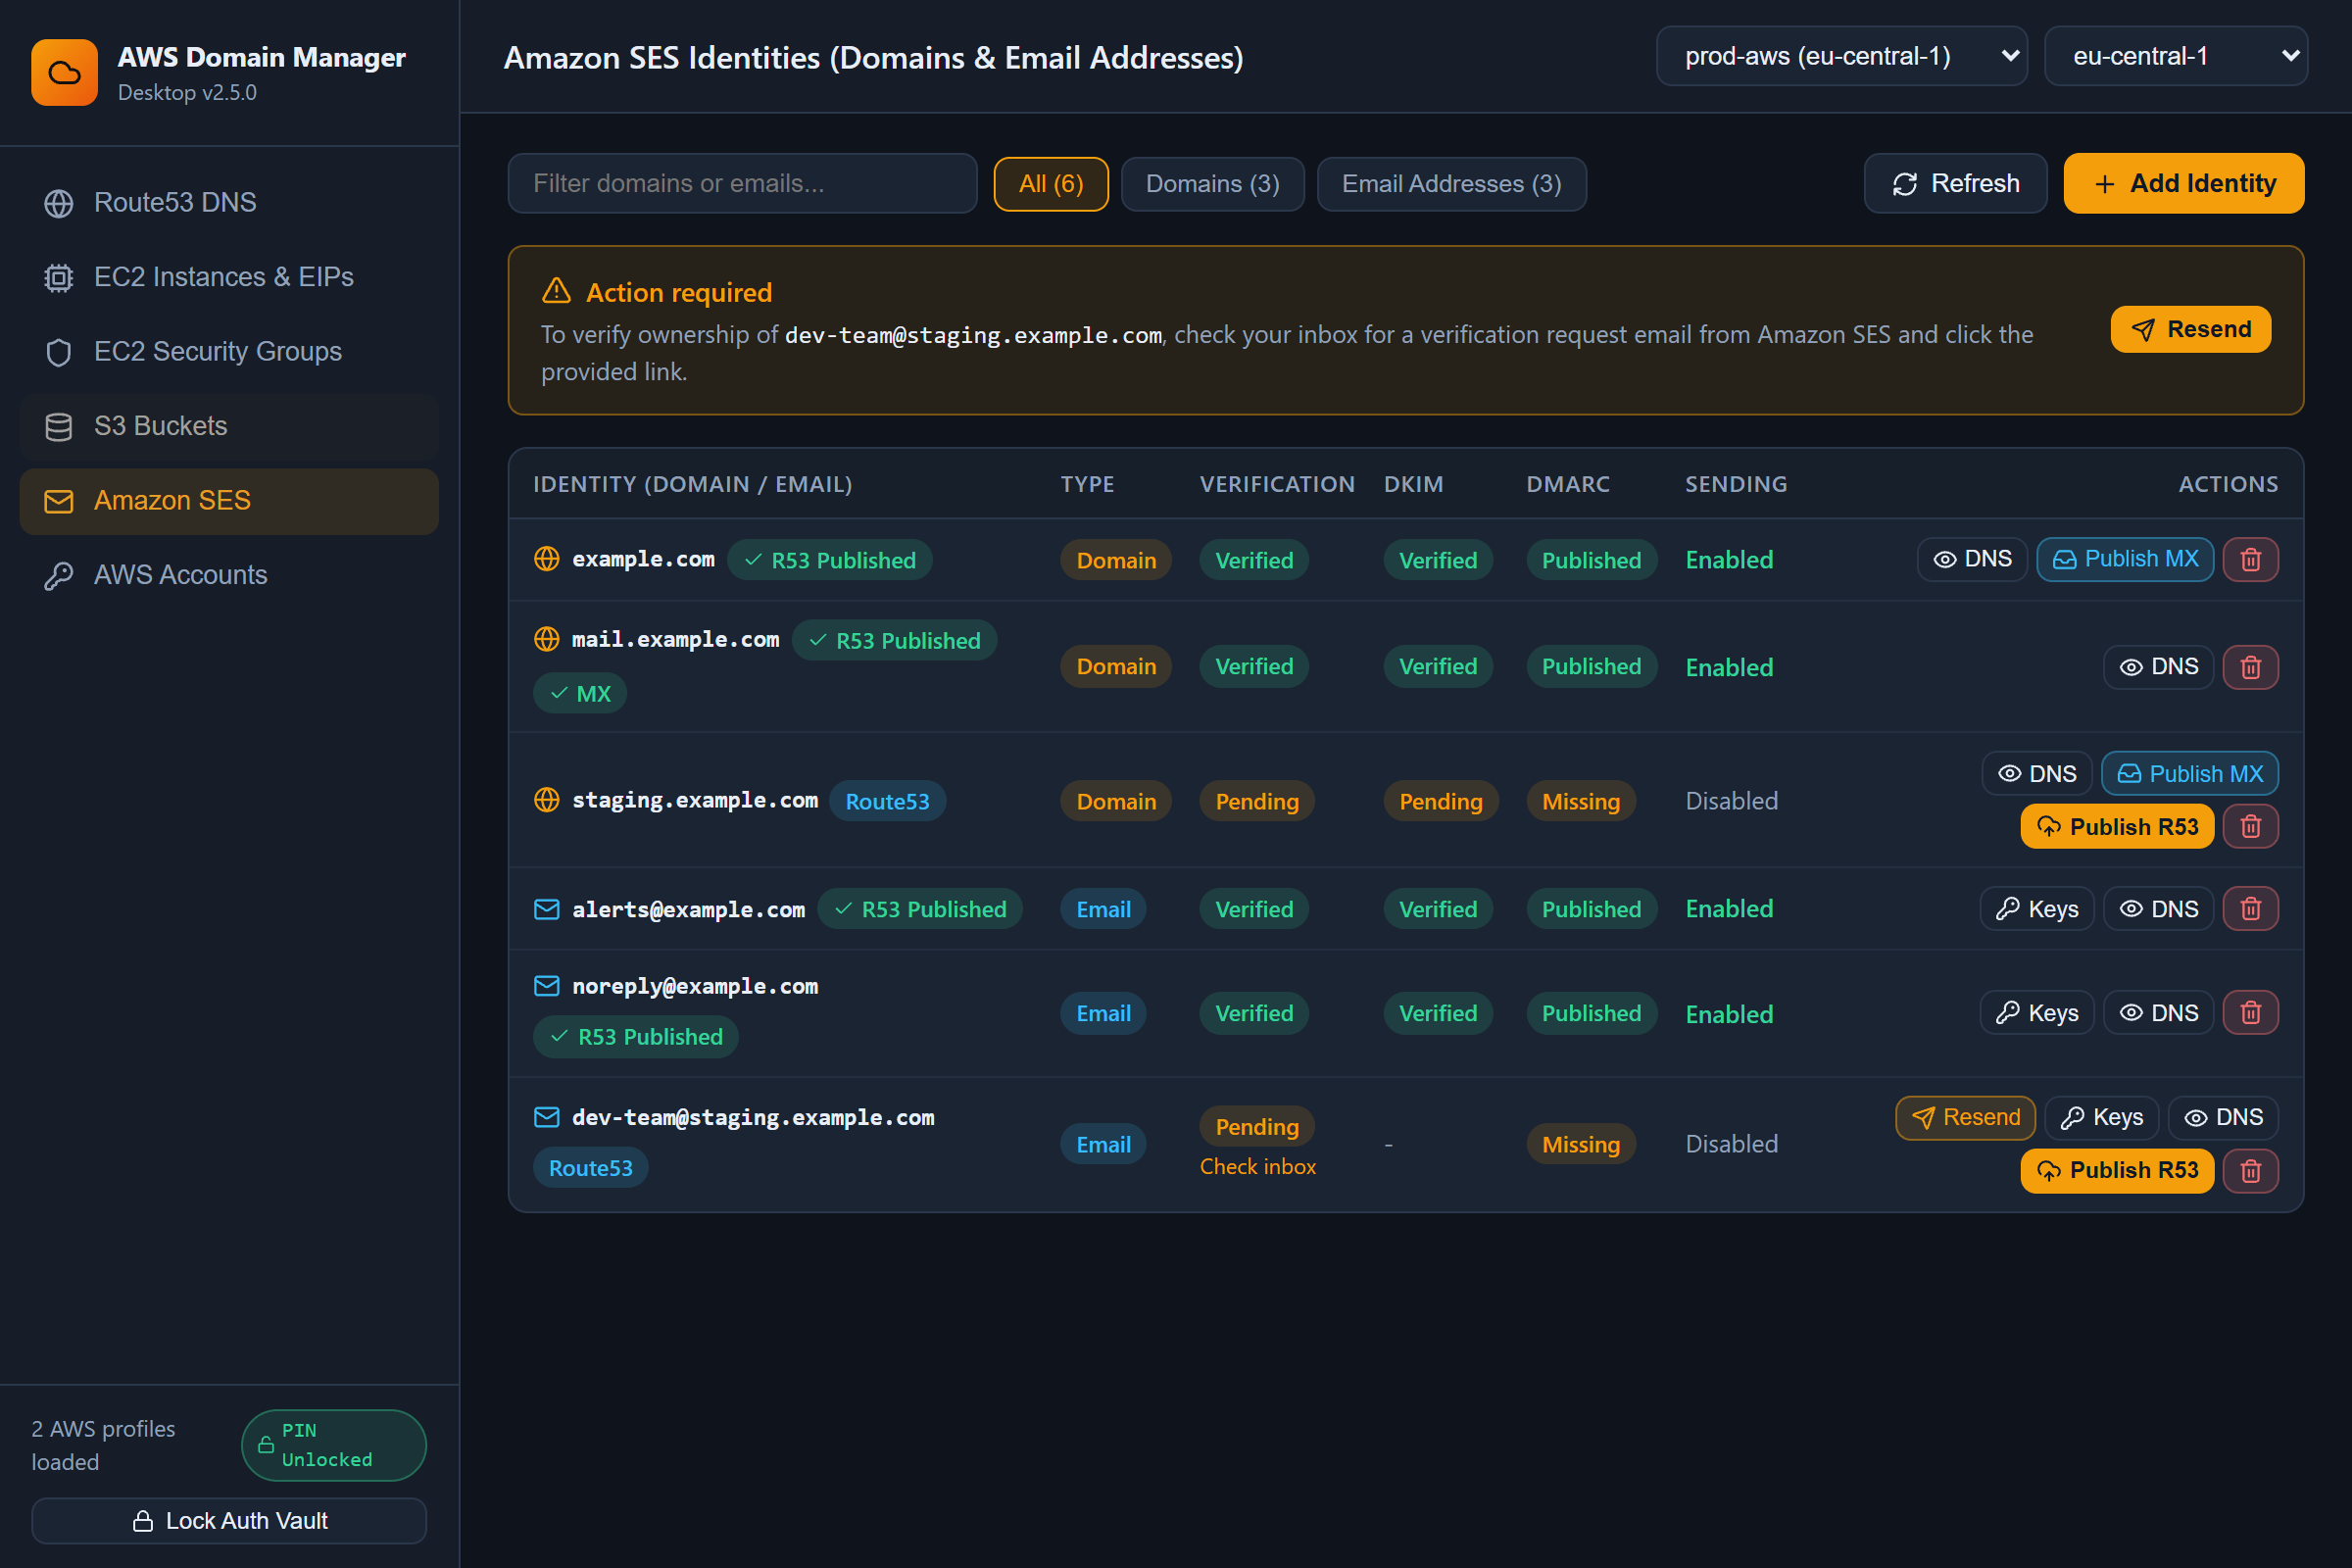 AWS Domain Manager
Desktop v2.5.0
Route53 DNS
EC2 Instances & EIPs
EC2 Security Groups
S3 Buckets
Amazon SES
AWS Accounts
2 AWS profiles
loaded
PIN
Unlocked
Lock Auth Vault
Amazon SES Identities (Domains & Email Addresses)
prod-aws (eu-central-1)
eu-central-1
Filter domains or emails...
All (6)
Domains (3)
Email Addresses (3)
Refresh
Add Identity
Action required
To verify ownership of dev-team@staging.example.com, check your inbox for a verification request email from Amazon SES and click the
provided link.
Resend
IDENTITY (DOMAIN / EMAIL) TYPE VERIFICATION DKIM DMARC SENDING ACTIONS
example.com R53 Published Domain Verified Verified Published Enabled DNS Publish MX
mail.example.com R53 Published
MX
Domain Verified Verified Published Enabled DNS
staging.example.com Route53 Domain Pending Pending Missing Disabled
DNS Publish MX
Publish R53
alerts@example.com R53 Published Email Verified Verified Published Enabled Keys DNS
noreply@example.com
R53 Published
Email Verified Verified Published Enabled Keys DNS
dev-team@staging.example.com
Route53
Email
Pending
Check inbox
- Missing Disabled
Resend Keys DNS
Publish R53